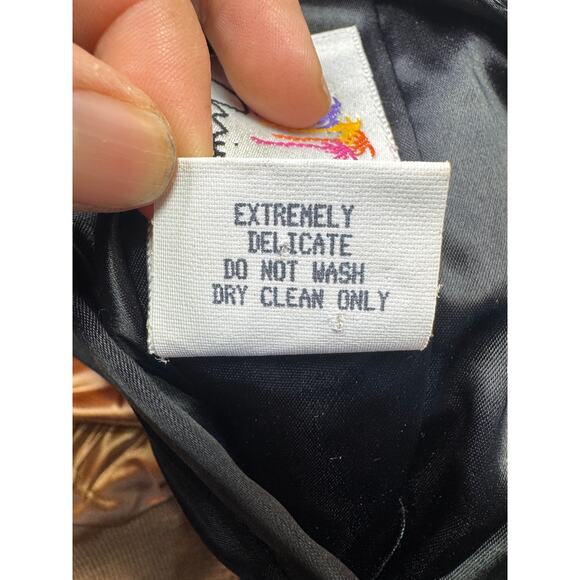 EXTREMELY
DELICATE
DO NOT WASH
DRY CLEAN ONLY